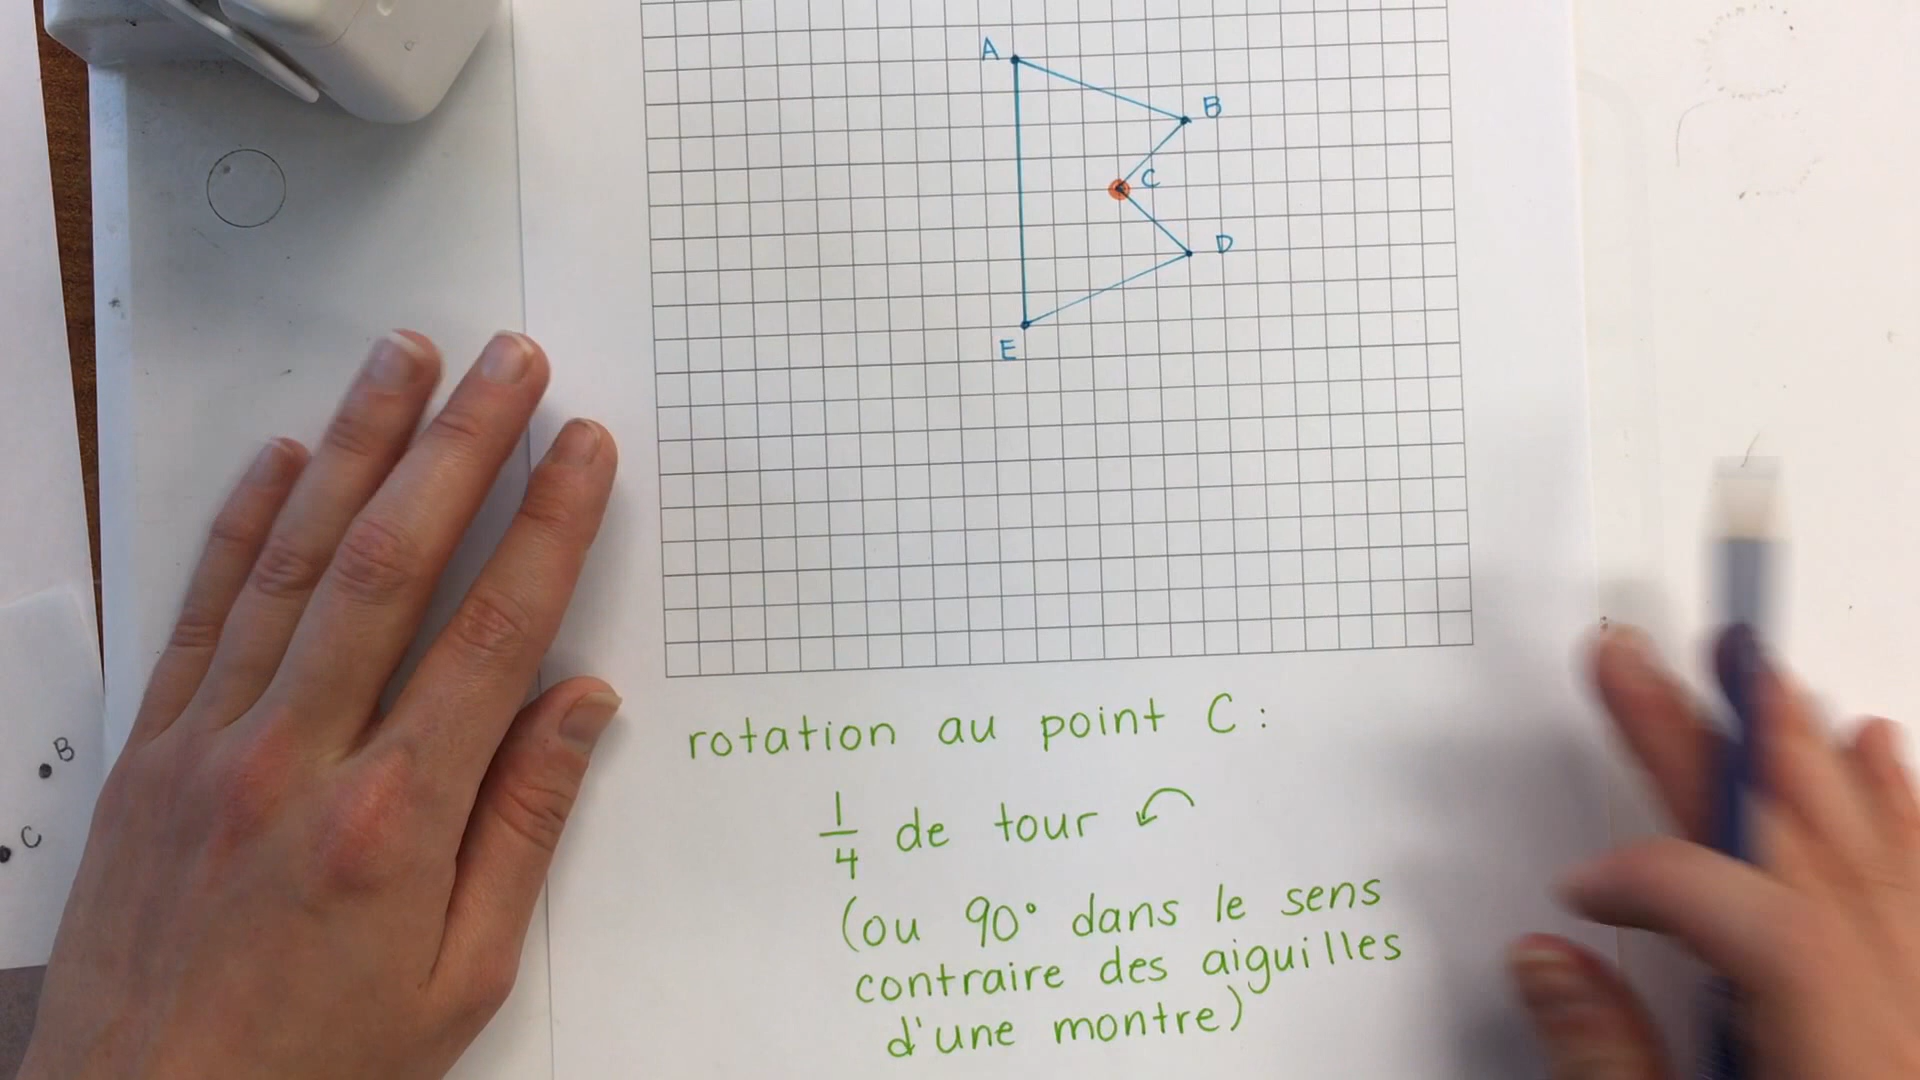 A
B
C
D
E
B
C
rotation au point C :
1/4 de tour
(ou 90° dans le sens
contraire des aiguilles
d'une montre)